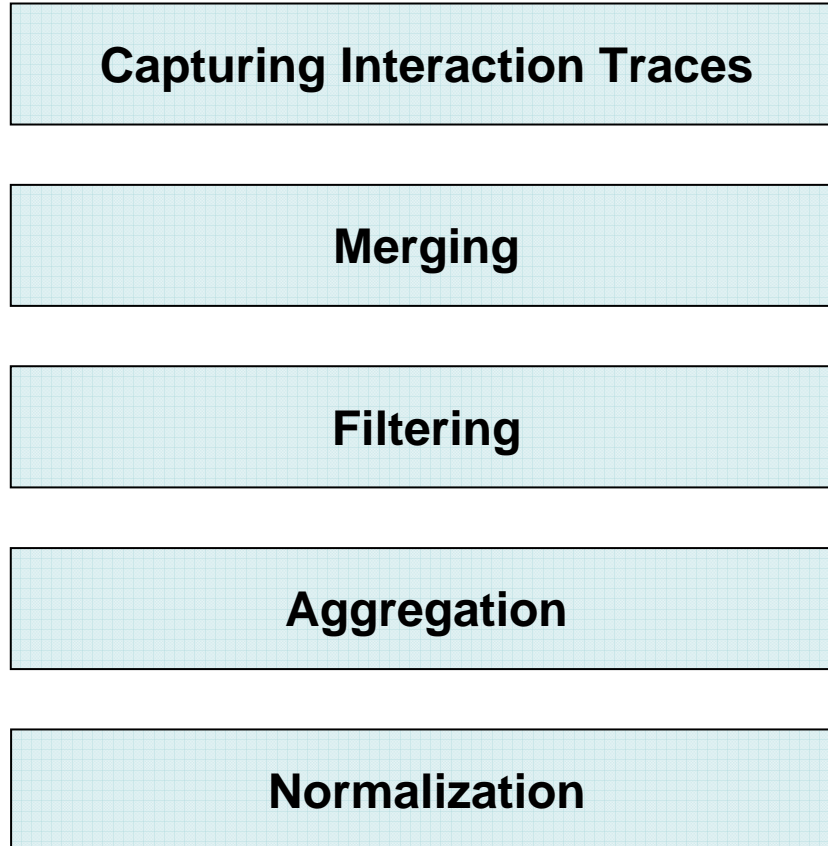 Capturing Interaction Traces
Merging
Filtering
Aggregation
Normalization